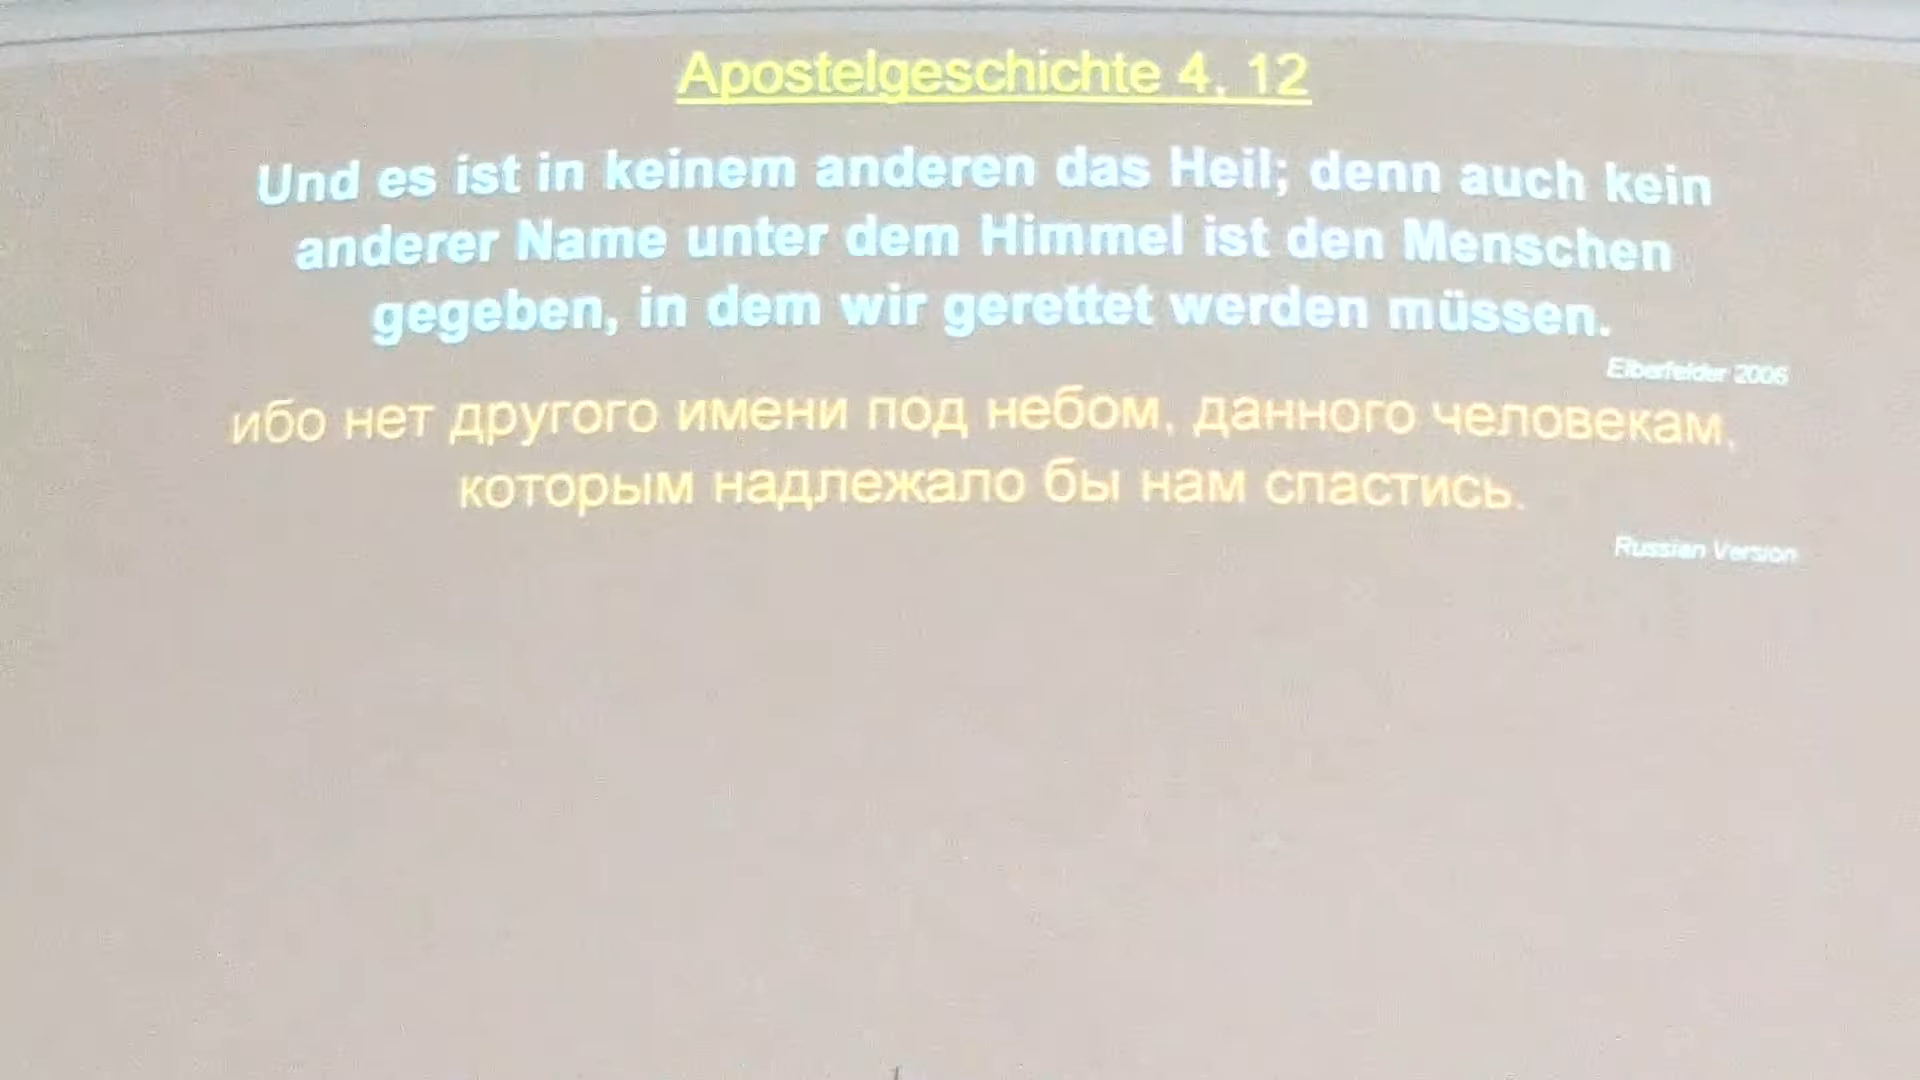 Apostelgeschichte 4, 12
Und es ist in keinem anderen das Heil; denn auch kein
anderer Name unter dem Himmel ist den Menschen
gegeben, in dem wir gerettet werden müssen.
Elberfelder 2006
ибо нет другого имени под небом, данного человекам,
которым надлежало бы нам спастись.
Russian Version